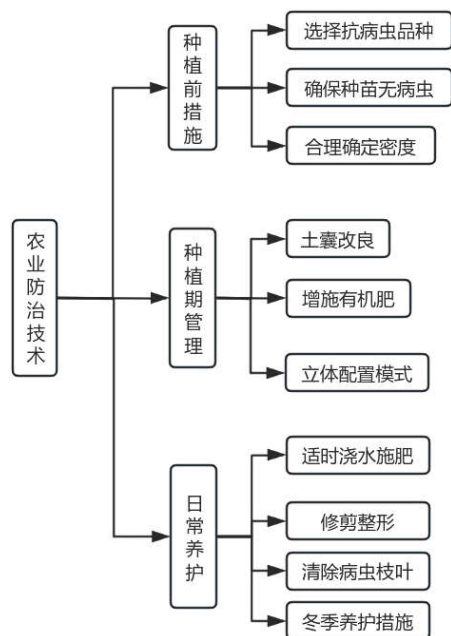 农业防治技术
种植前措施
选择抗病虫品种
确保种苗无病虫
合理确定密度
种植期管理
土囊改良
增施有机肥
立体配置模式
日常养护
适时浇水施肥
修剪整形
清除病虫枝叶
冬季养护措施